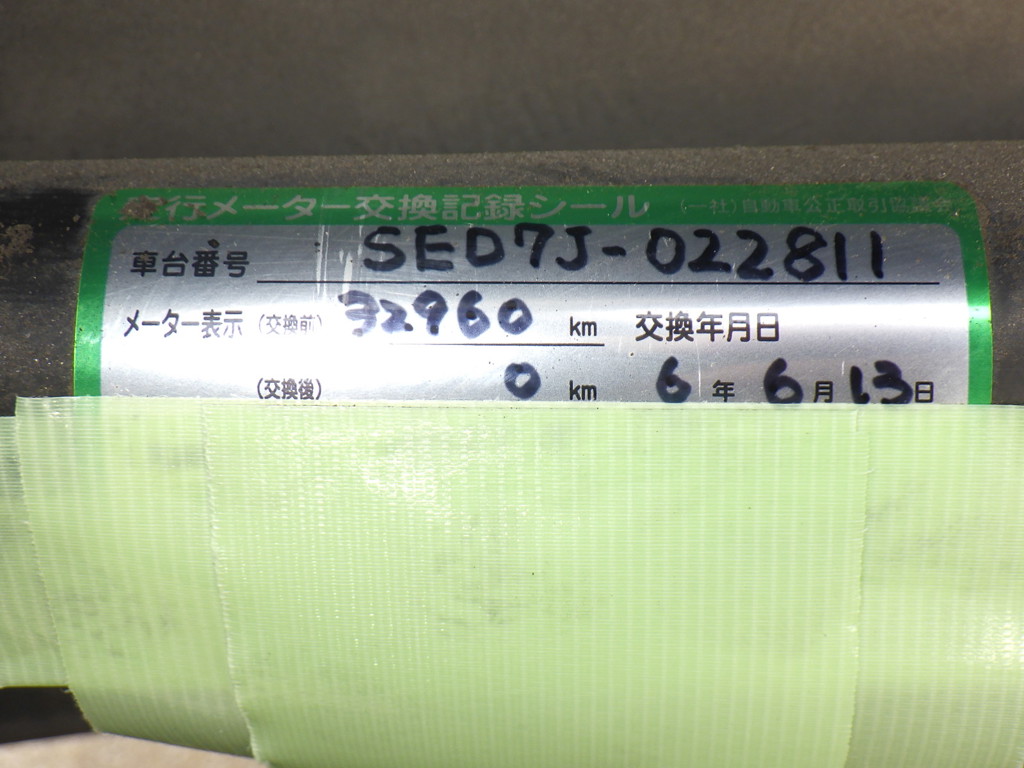 走行メーター交換記録シール (一社)自動車公正取引協議会
車台番号 SED7J-022811
メーター表示 (交換前) 32960 km 交換年月日
(交換後) 0 km 6 年 6 月 13 日